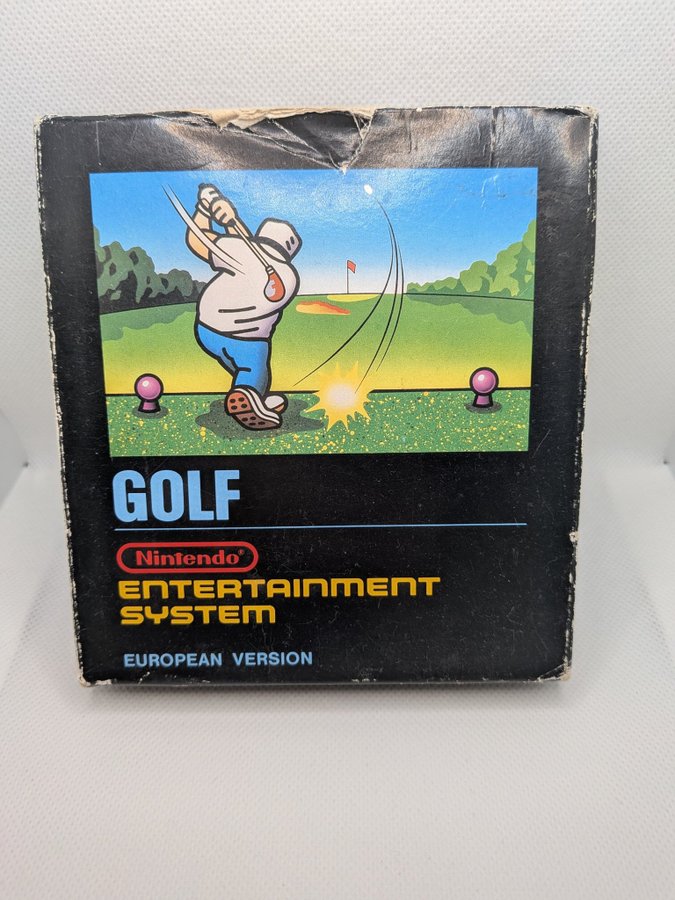 GOLF
Nintendo®
ENTERTAINMENT
SYSTEM
EUROPEAN VERSION